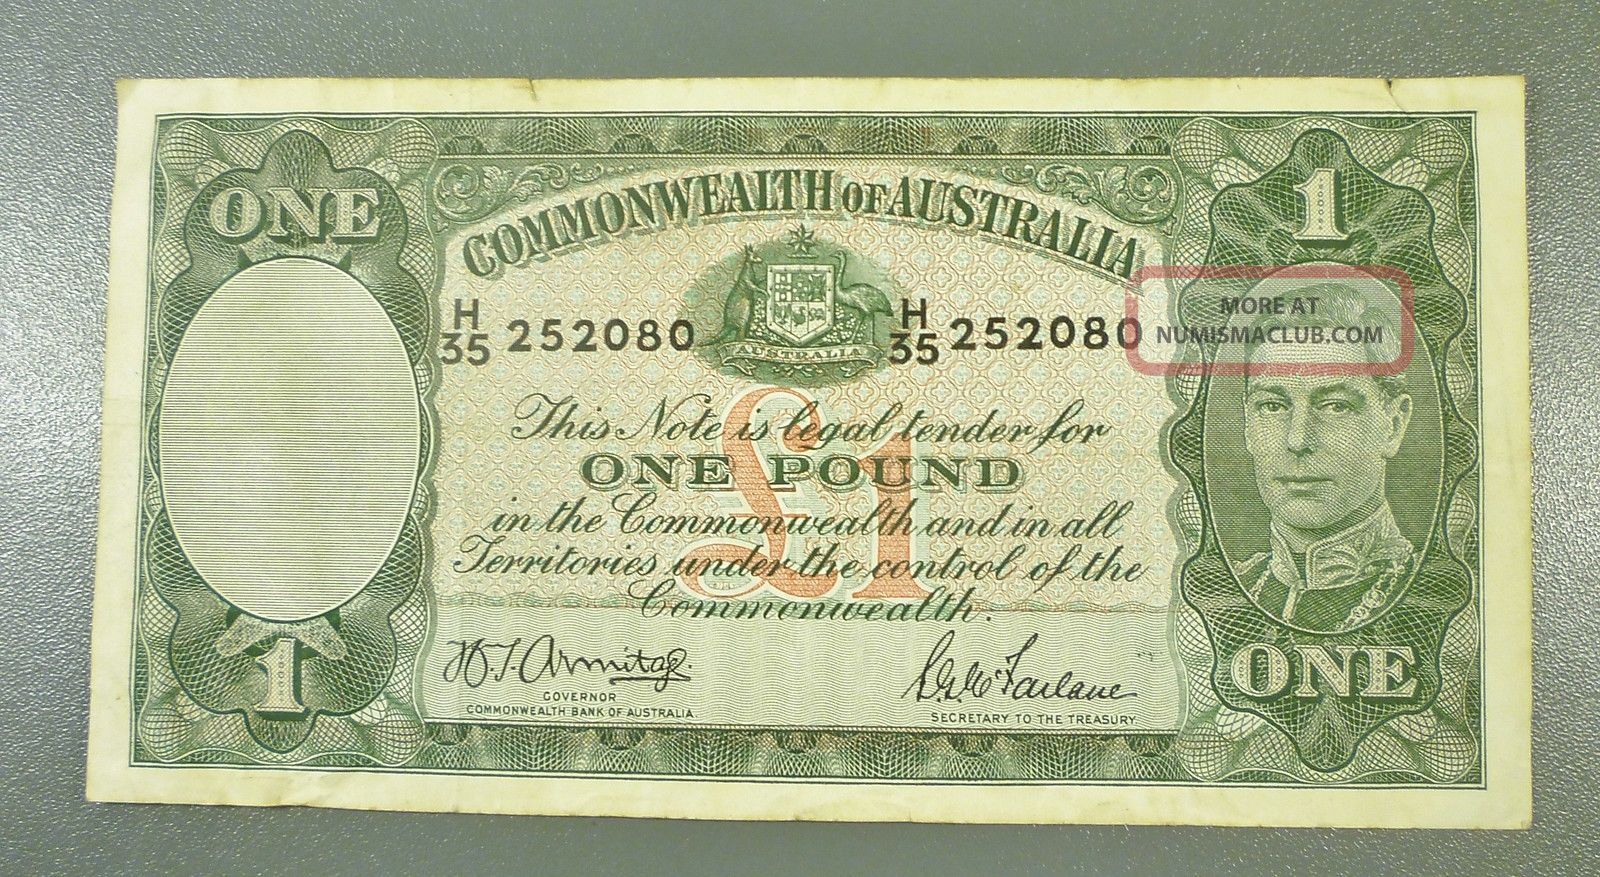 ONE
1
COMMONWEALTH OF AUSTRALIA
H/35 252080
H/35 252080
MORE AT
NUMISMACLUB.COM
AUSTRALIA
£1
This Note is legal tender for
ONE POUND
in the Commonwealth and in all
Territories under the control of the
Commonwealth.
H.T. Armitage.
S.G. McFarlane
GOVERNOR
COMMONWEALTH BANK OF AUSTRALIA
SECRETARY TO THE TREASURY
1
ONE